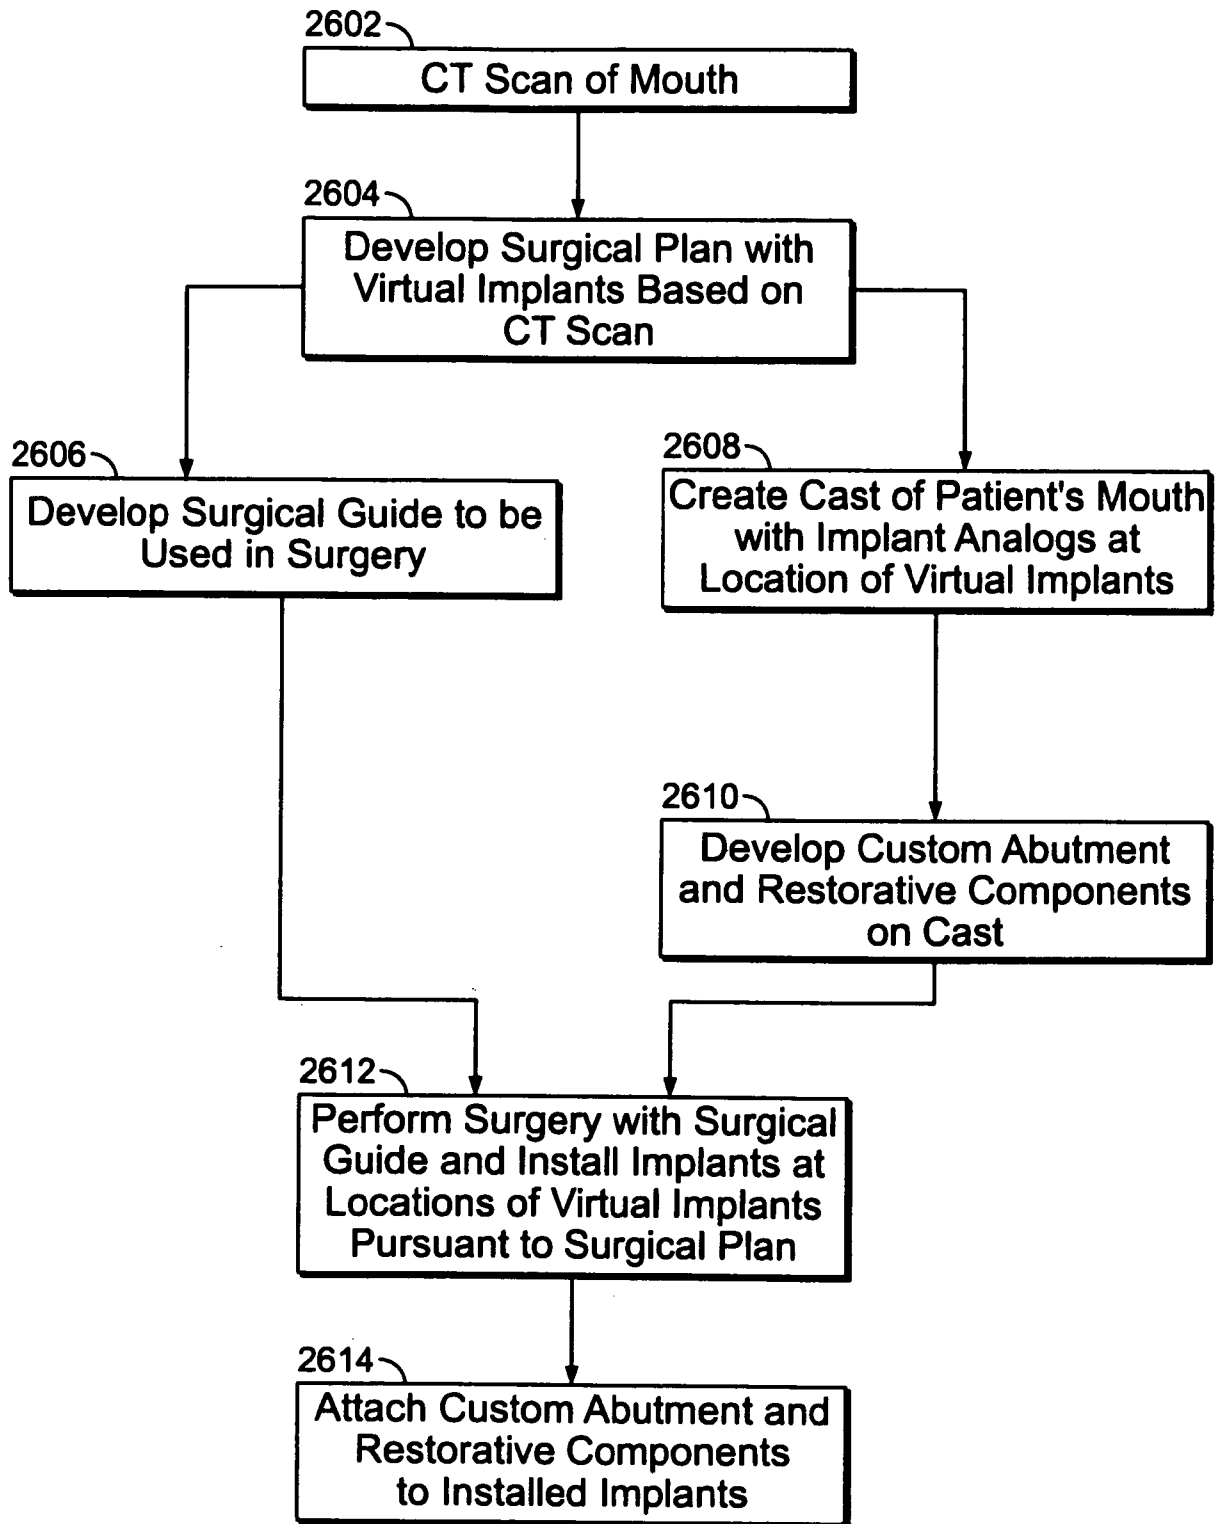 2602
CT Scan of Mouth
2604
Develop Surgical Plan with
Virtual Implants Based on
CT Scan
2606
Develop Surgical Guide to be
Used in Surgery
2608
Create Cast of Patient's Mouth
with Implant Analogs at
Location of Virtual Implants
2610
Develop Custom Abutment
and Restorative Components
on Cast
2612
Perform Surgery with Surgical
Guide and Install Implants at
Locations of Virtual Implants
Pursuant to Surgical Plan
2614
Attach Custom Abutment and
Restorative Components
to Installed Implants